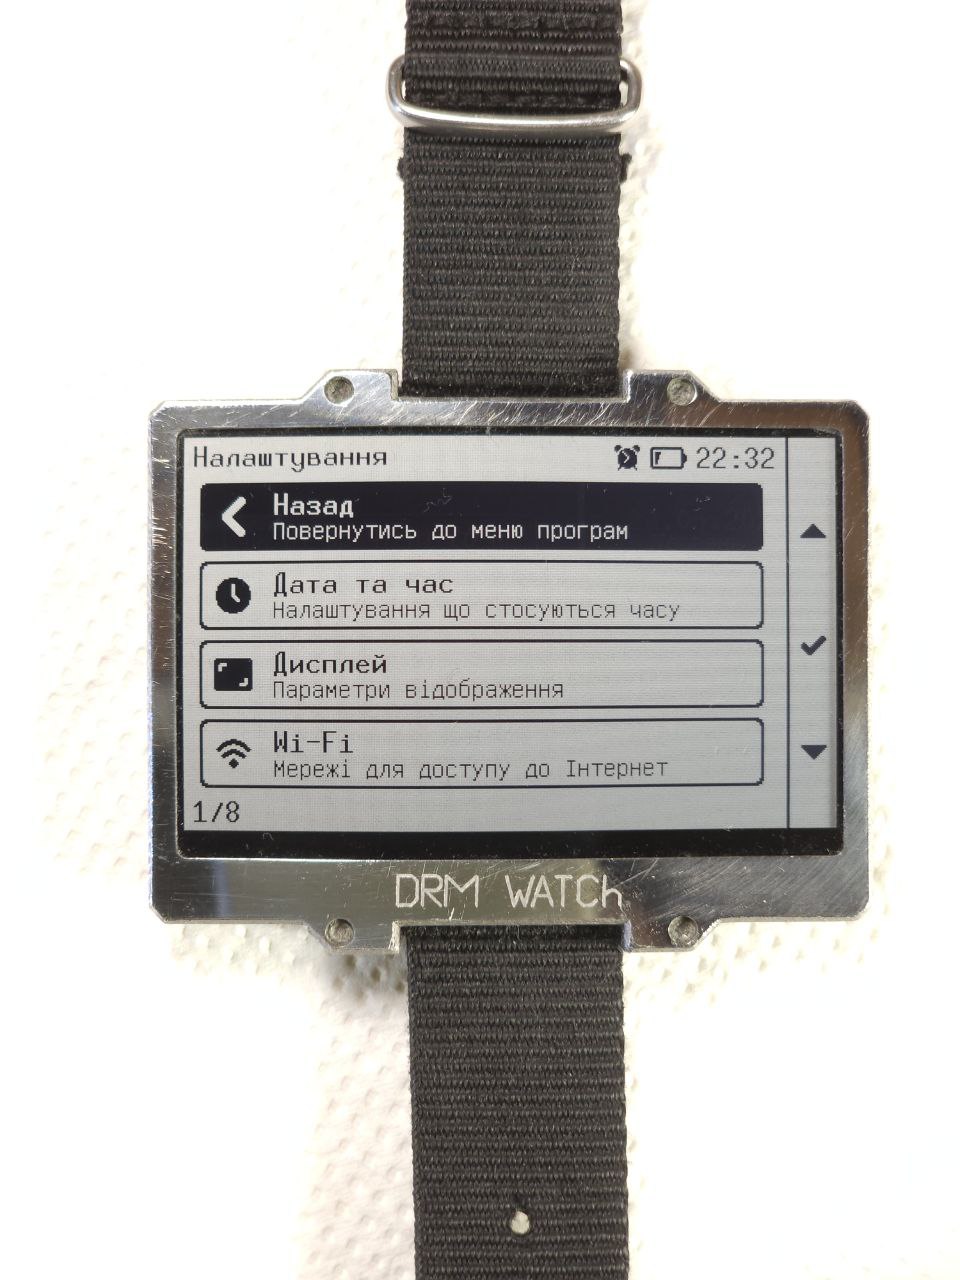 Налаштування 22:32
Назад
Повернутись до меню програм
Дата та час
Налаштування що стосуються часу
Дисплей
Параметри відображення
Wi-Fi
Мережі для доступу до Інтернет
1/8
DRM WATCh